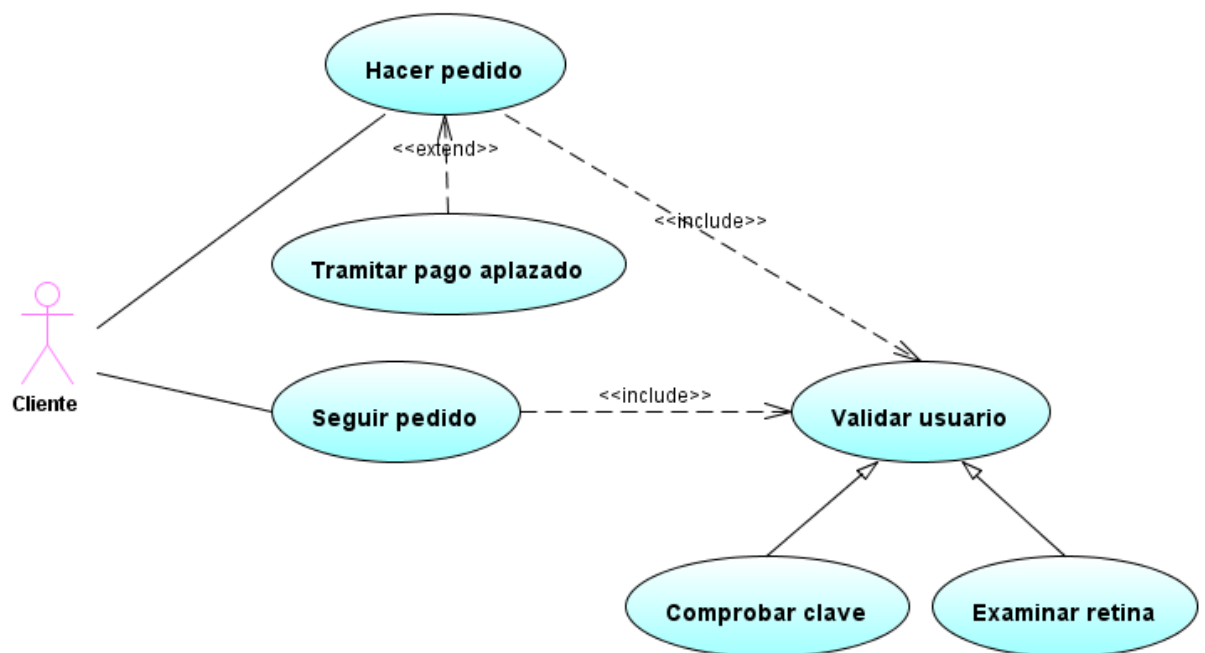 Hacer pedido
<<extend>>
<<include>>
Tramitar pago aplazado
Cliente
Seguir pedido
<<include>>
Validar usuario
Comprobar clave
Examinar retina